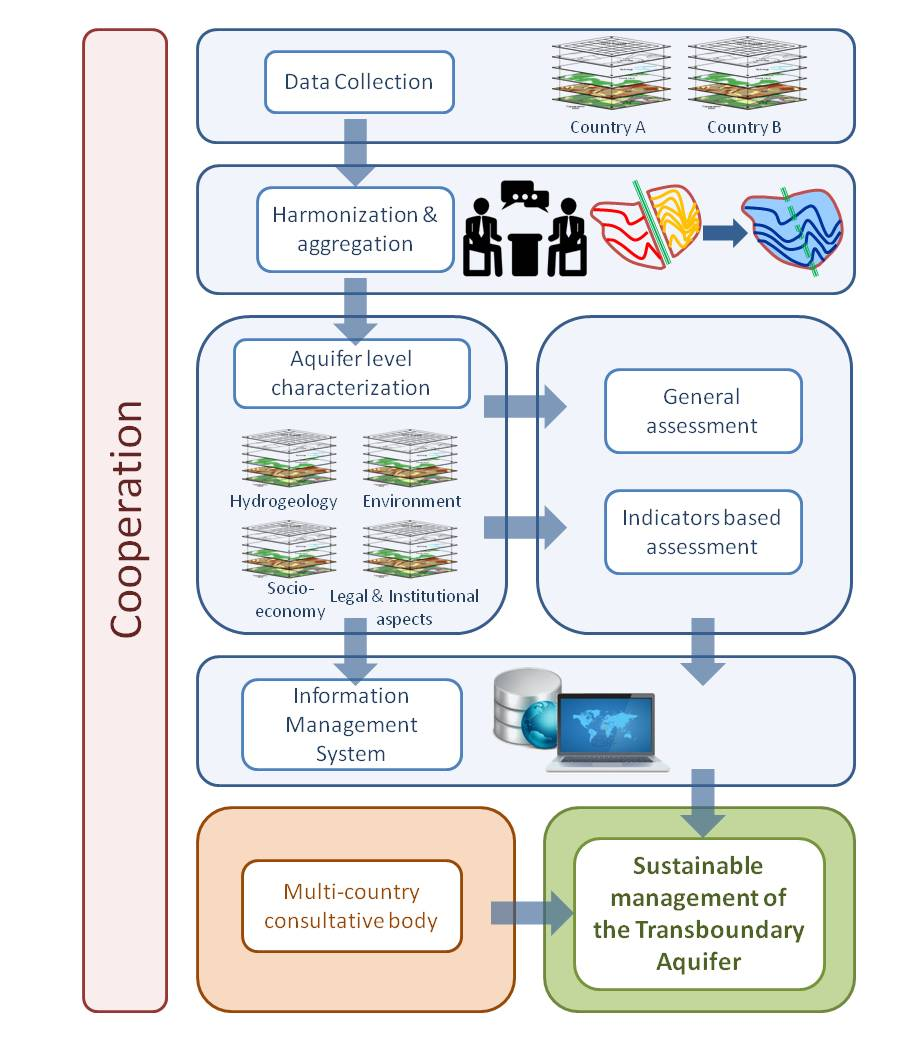 Cooperation
Data Collection
Country A
Country B
Harmonization &
aggregation
Aquifer level
characterization
Hydrogeology
Environment
Socio-
economy
Legal & Institutional
aspects
General
assessment
Indicators based
assessment
Information
Management
System
Multi-country
consultative body
Sustainable
management of
the Transboundary
Aquifer